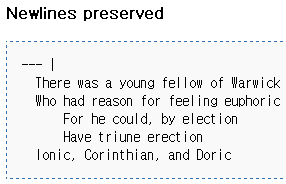 Newlines preserved
--- |
There was a young fellow of Warwick
Who had reason for feeling euphoric
For he could, by election
Have triune erection
Ionic, Corinthian, and Doric